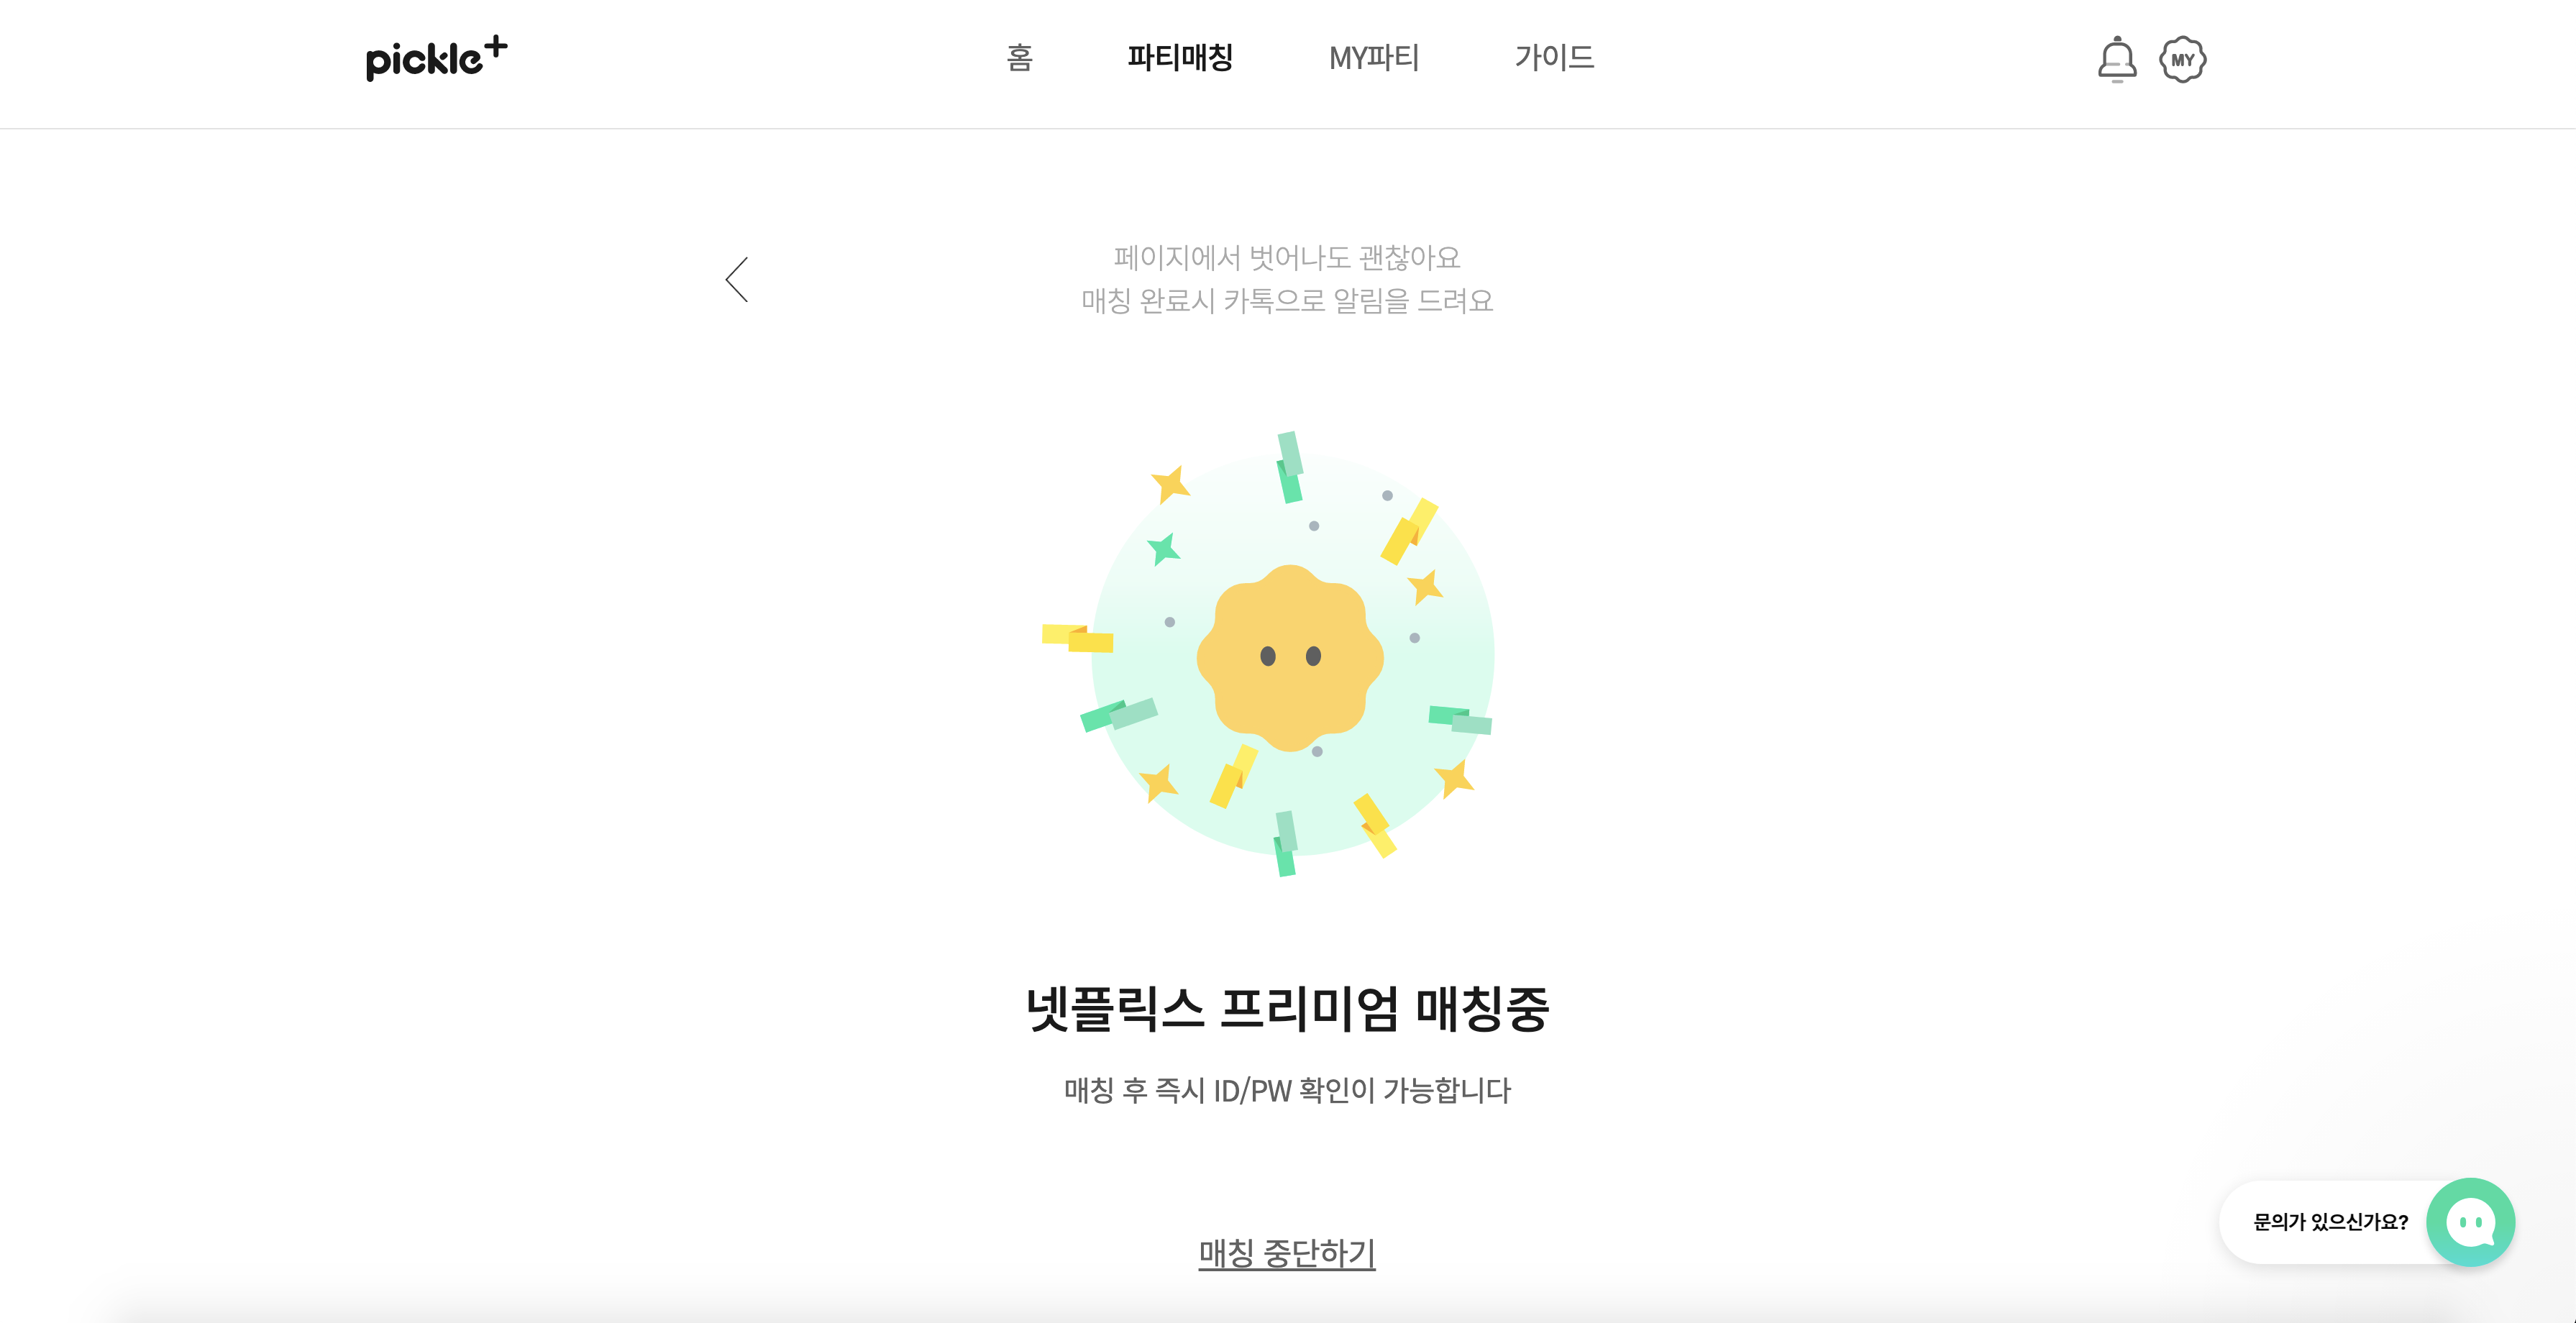 pickle+
홈
파티매칭
MY파티
가이드
MY
페이지에서 벗어나도 괜찮아요
매칭 완료시 카톡으로 알림을 드려요
넷플릭스 프리미엄 매칭중
매칭 후 즉시 ID/PW 확인이 가능합니다
매칭 중단하기
문의가 있으신가요?